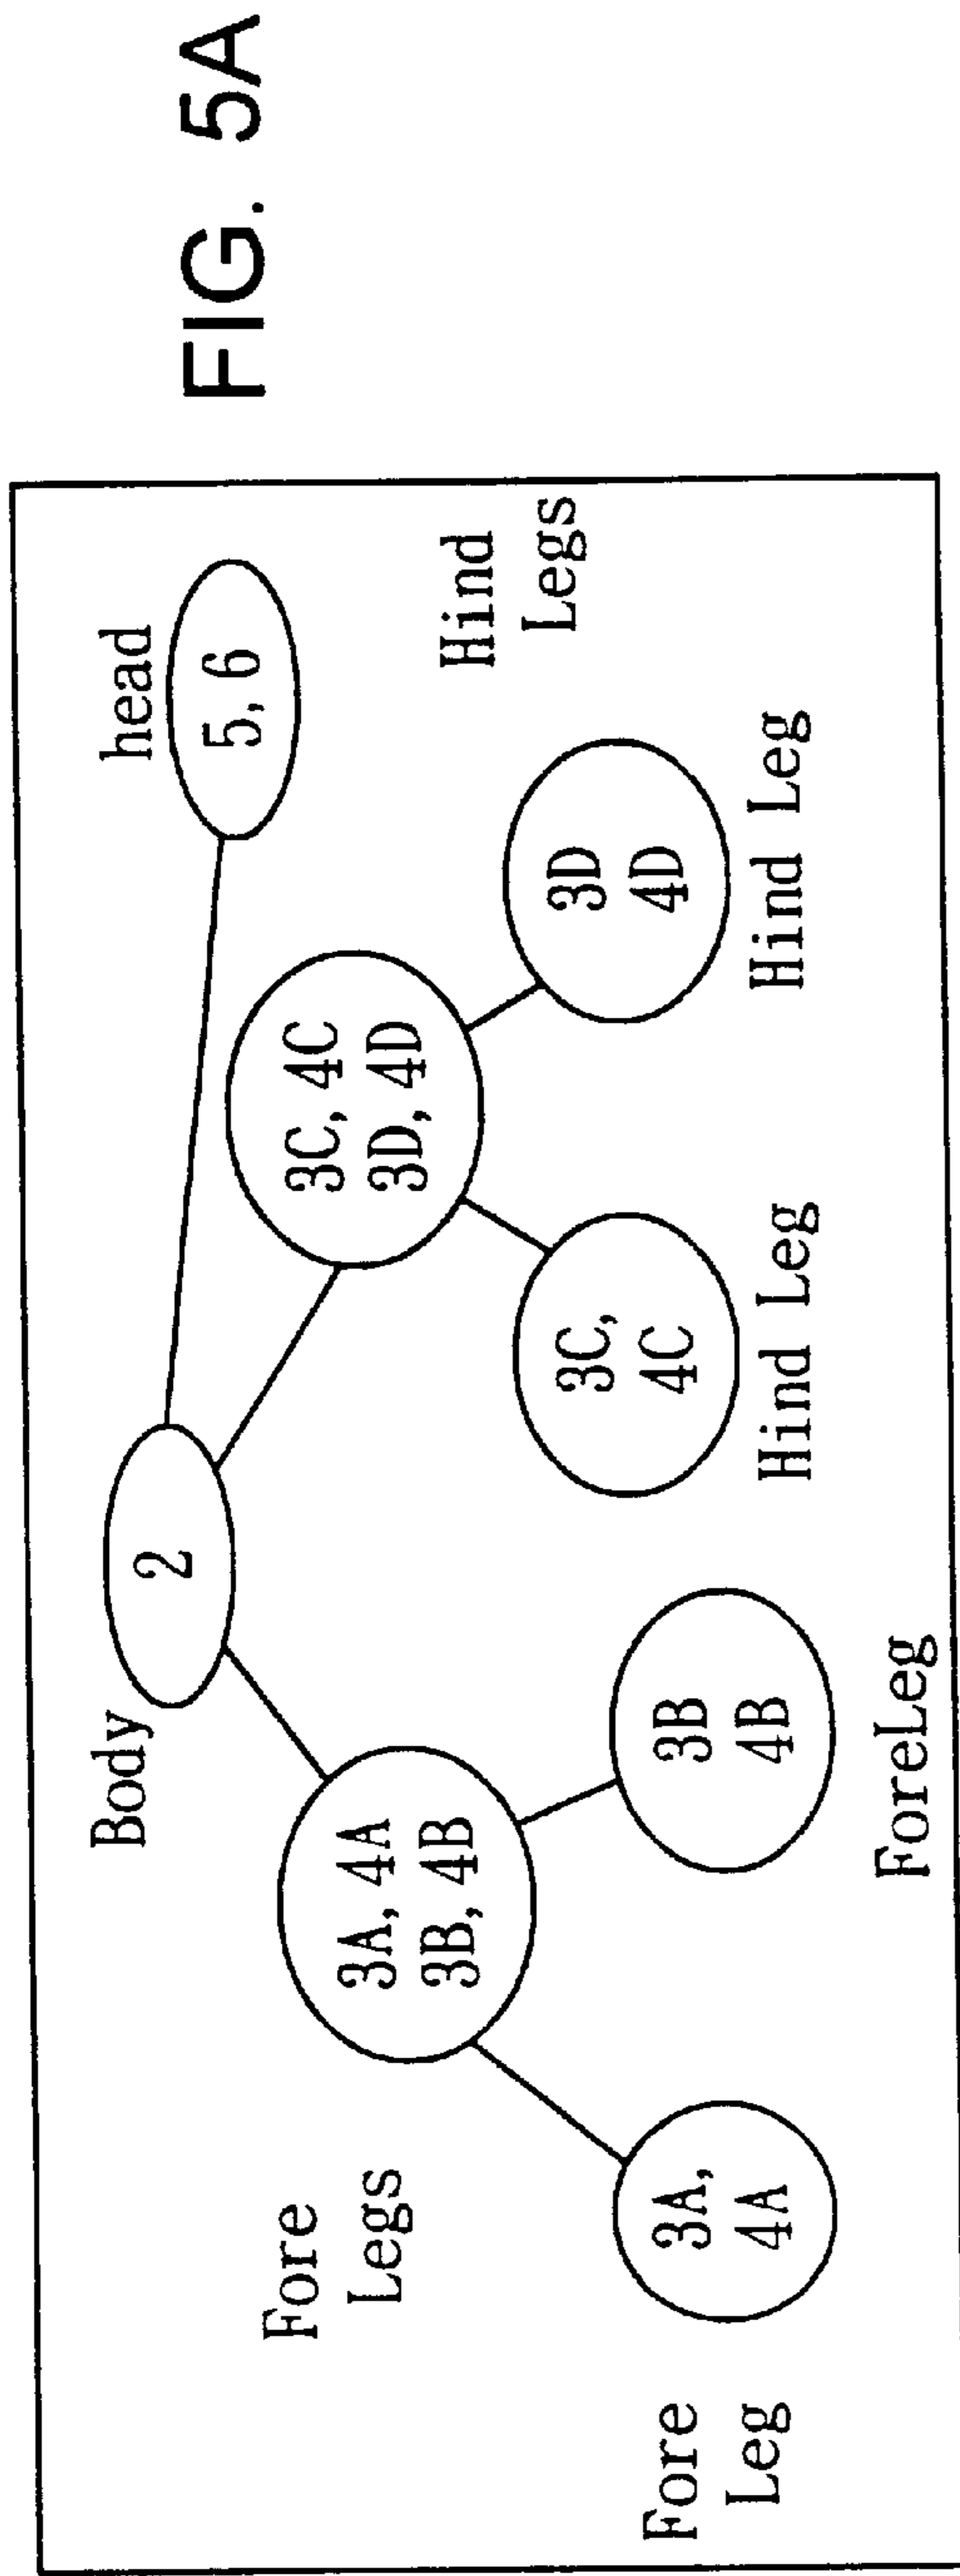 FIG. 5A
Body
head
2
5, 6
Fore
Legs
3A, 4A
3B, 4B
3C, 4C
3D, 4D
Hind
Legs
Fore
Leg
3A,
4A
3B
4B
ForeLeg
3C,
4C
Hind Leg
3D
4D
Hind Leg